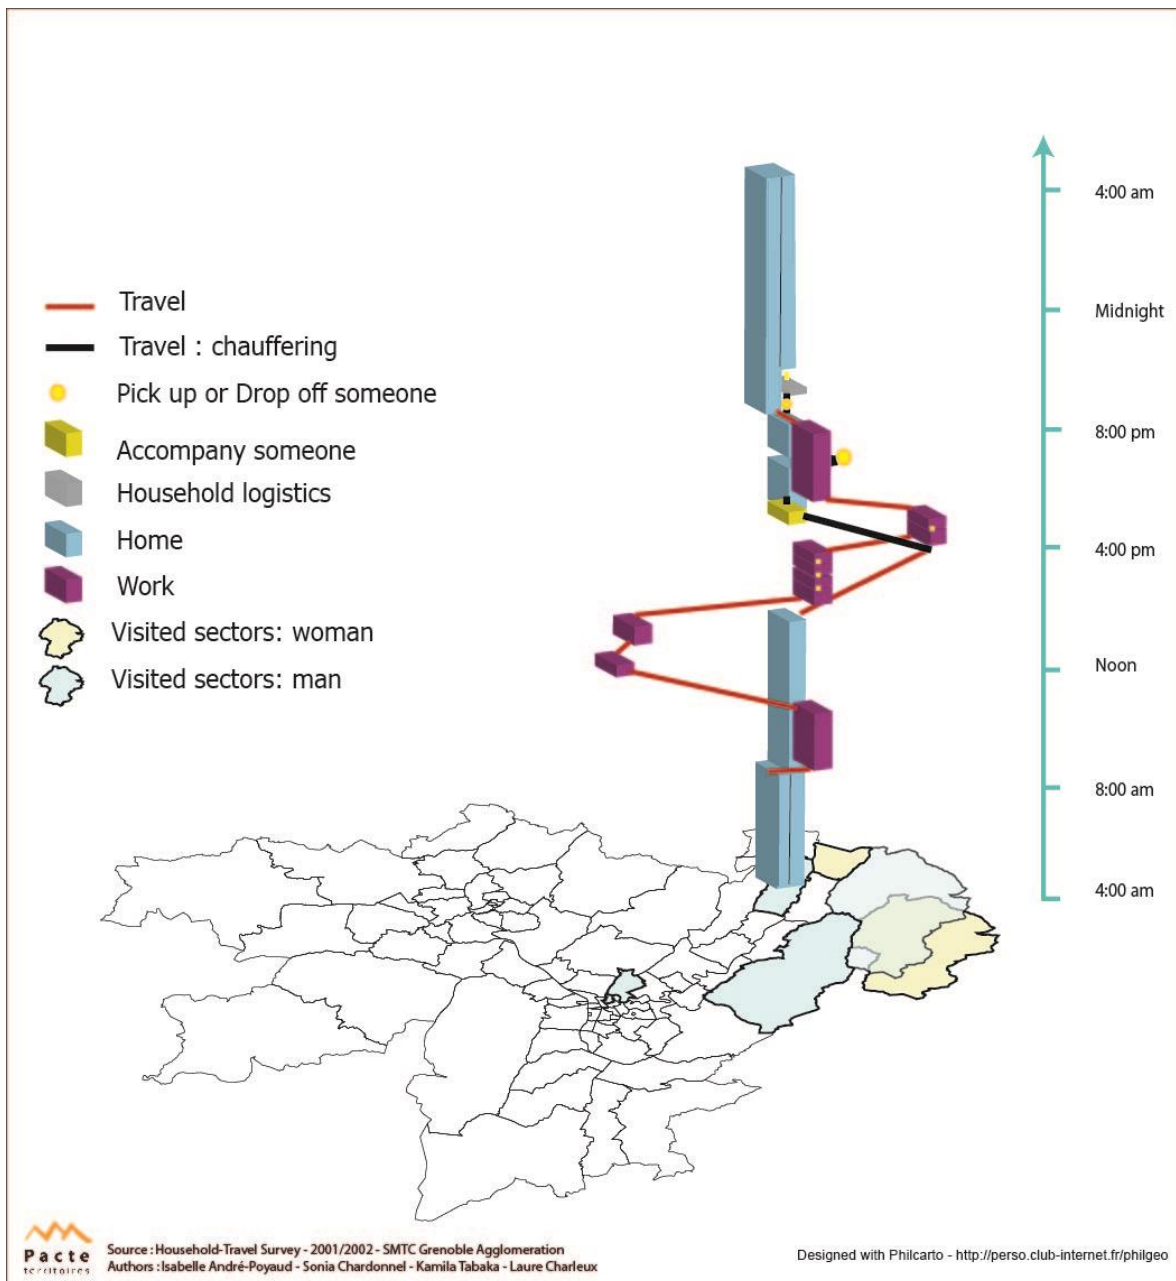 4:00 am
Midnight
8:00 pm
4:00 pm
Noon
8:00 am
4:00 am
Travel
Travel : chauffering
Pick up or Drop off someone
Accompany someone
Household logistics
Home
Work
Visited sectors: woman
Visited sectors: man
Pacte
territoires
Source : Household-Travel Survey - 2001/2002 - SMTC Grenoble Agglomeration
Authors : Isabelle André-Poyaud - Sonia Chardonnel - Kamila Tabaka - Laure Charleux
Designed with Philcarto - http://perso.club-internet.fr/philgeo